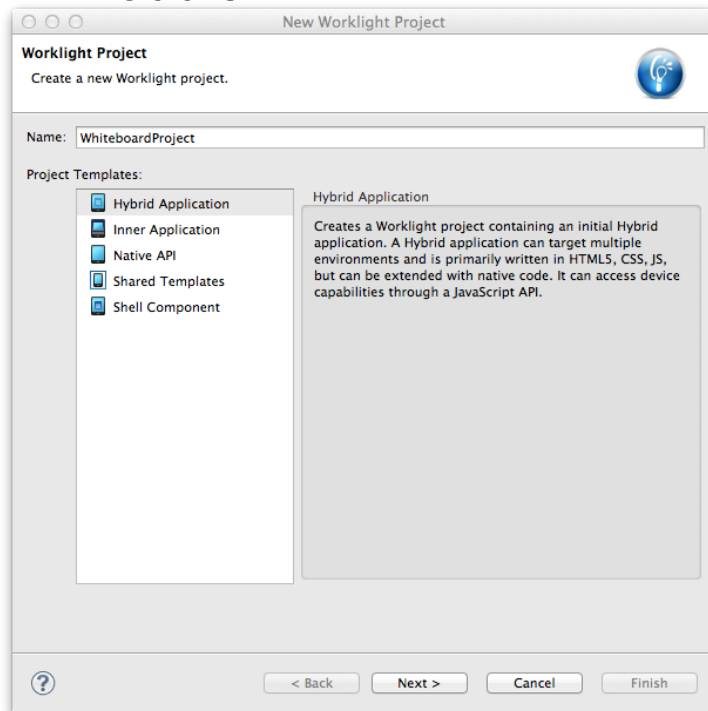 New Worklight Project
Worklight Project
Create a new Worklight project.
Name: WhiteboardProject
Project Templates:
Hybrid Application
Inner Application
Native API
Shared Templates
Shell Component
Hybrid Application
Creates a Worklight project containing an initial Hybrid
application. A Hybrid application can target multiple
environments and is primarily written in HTML5, CSS, JS,
but can be extended with native code. It can access device
capabilities through a JavaScript API.
? < Back Next > Cancel Finish